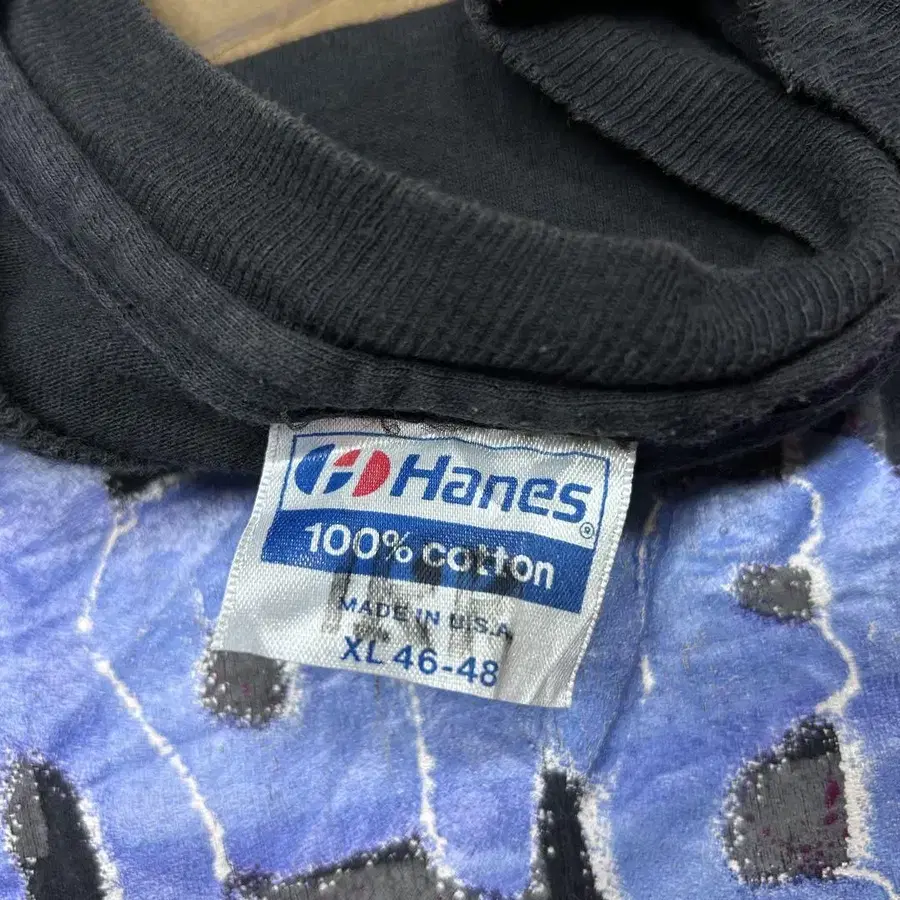 Hanes®
100% cotton
MADE IN U.S.A.
XL 46-48